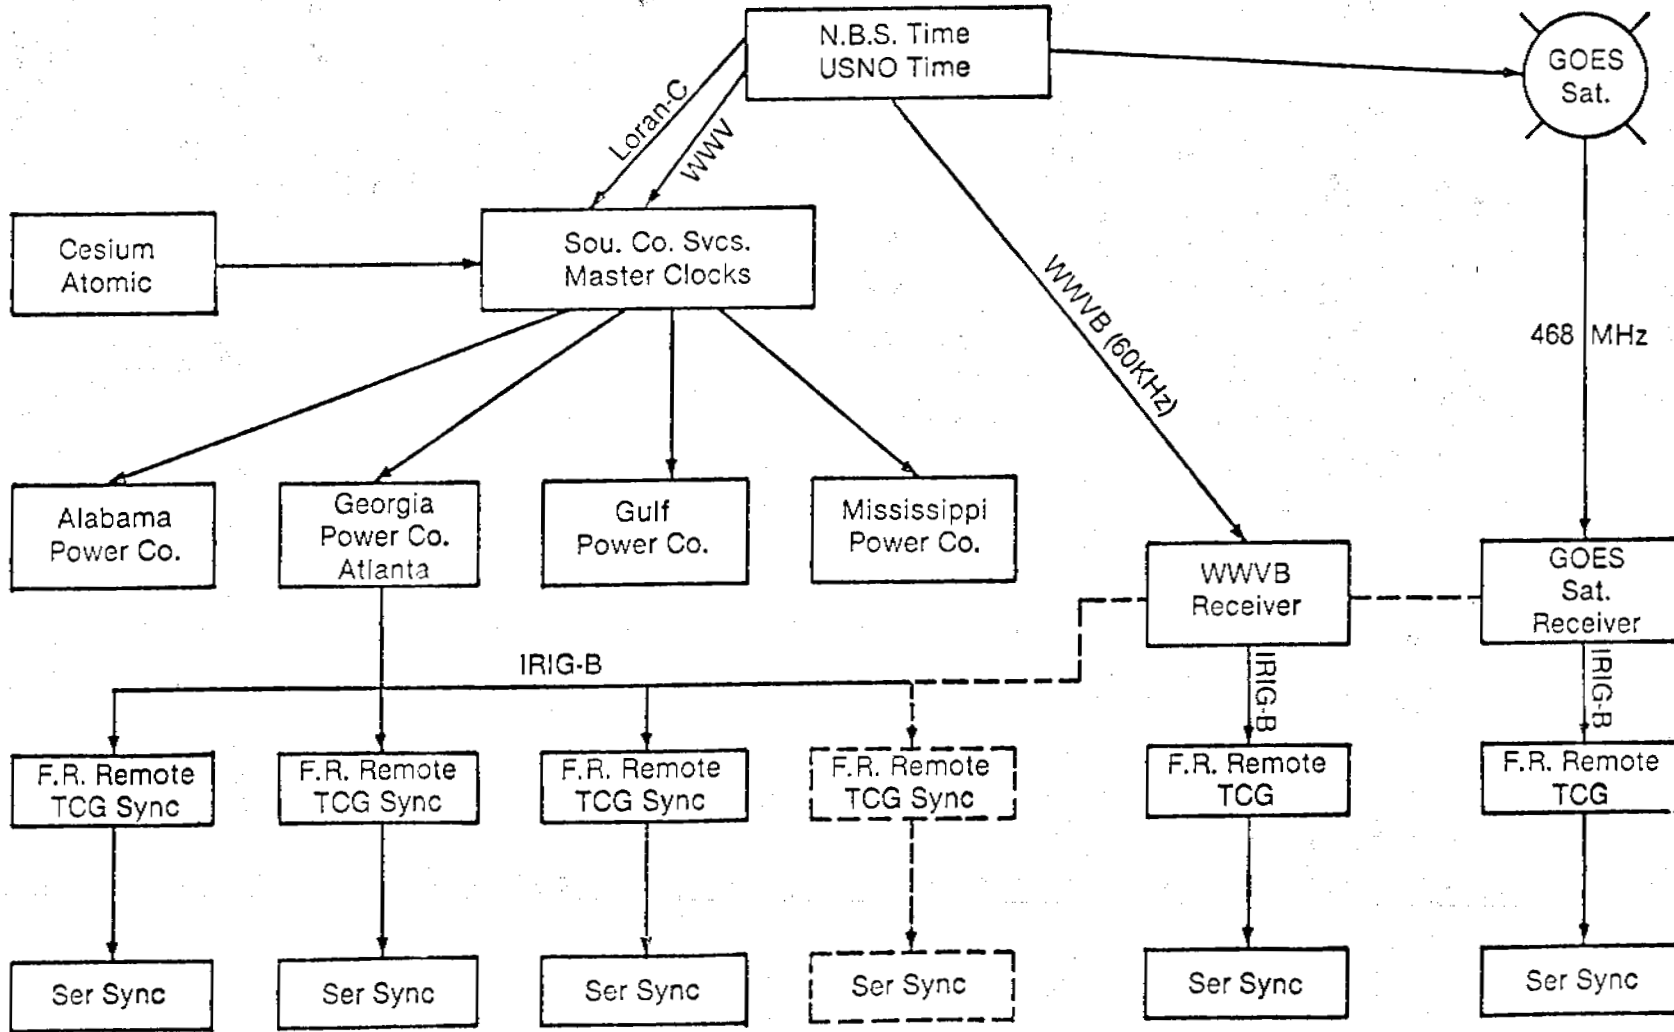 N.B.S. Time
USNO Time
GOES
Sat.
Loran-C
WWV
Cesium
Atomic
Sou. Co. Svcs.
Master Clocks
WWVB (60KHz)
468 MHz
Alabama
Power Co.
Georgia
Power Co.
Atlanta
Gulf
Power Co.
Mississippi
Power Co.
WWVB
Receiver
GOES
Sat.
Receiver
IRIG-B
IRIG-B
IRIG-B
F.R. Remote
TCG Sync
F.R. Remote
TCG Sync
F.R. Remote
TCG Sync
F.R. Remote
TCG Sync
F.R. Remote
TCG
F.R. Remote
TCG
Ser Sync
Ser Sync
Ser Sync
Ser Sync
Ser Sync
Ser Sync